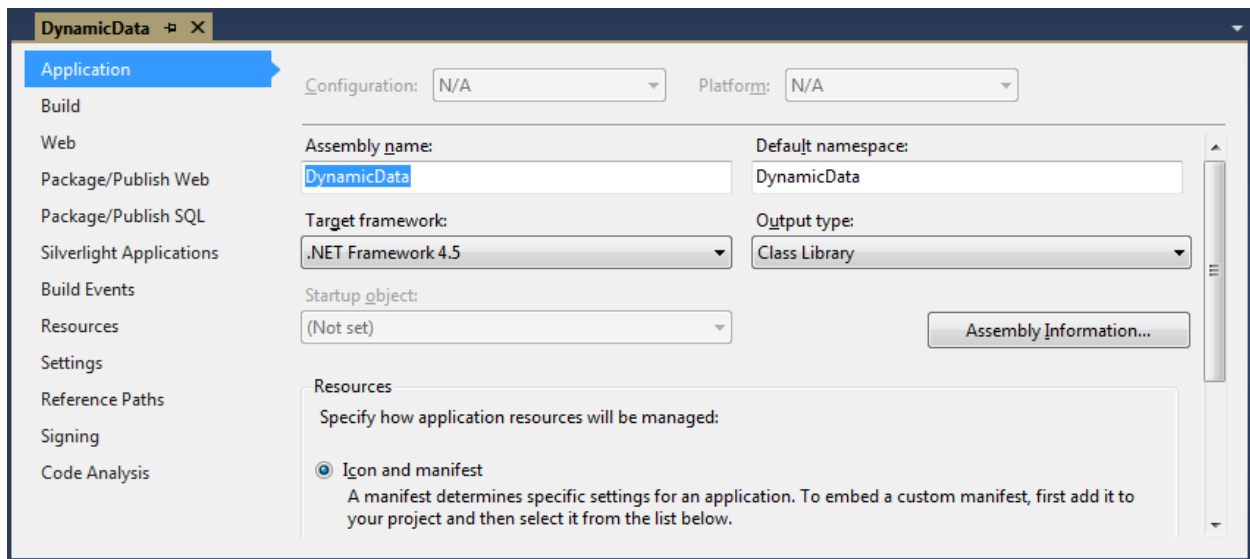 DynamicData
Application
Build
Web
Package/Publish Web
Package/Publish SQL
Silverlight Applications
Build Events
Resources
Settings
Reference Paths
Signing
Code Analysis
Configuration: N/A Platform: N/A
Assembly name: Default namespace:
DynamicData DynamicData
Target framework: Output type:
.NET Framework 4.5 Class Library
Startup object:
(Not set) Assembly Information...
Resources
Specify how application resources will be managed:
Icon and manifest
A manifest determines specific settings for an application. To embed a custom manifest, first add it to
your project and then select it from the list below.